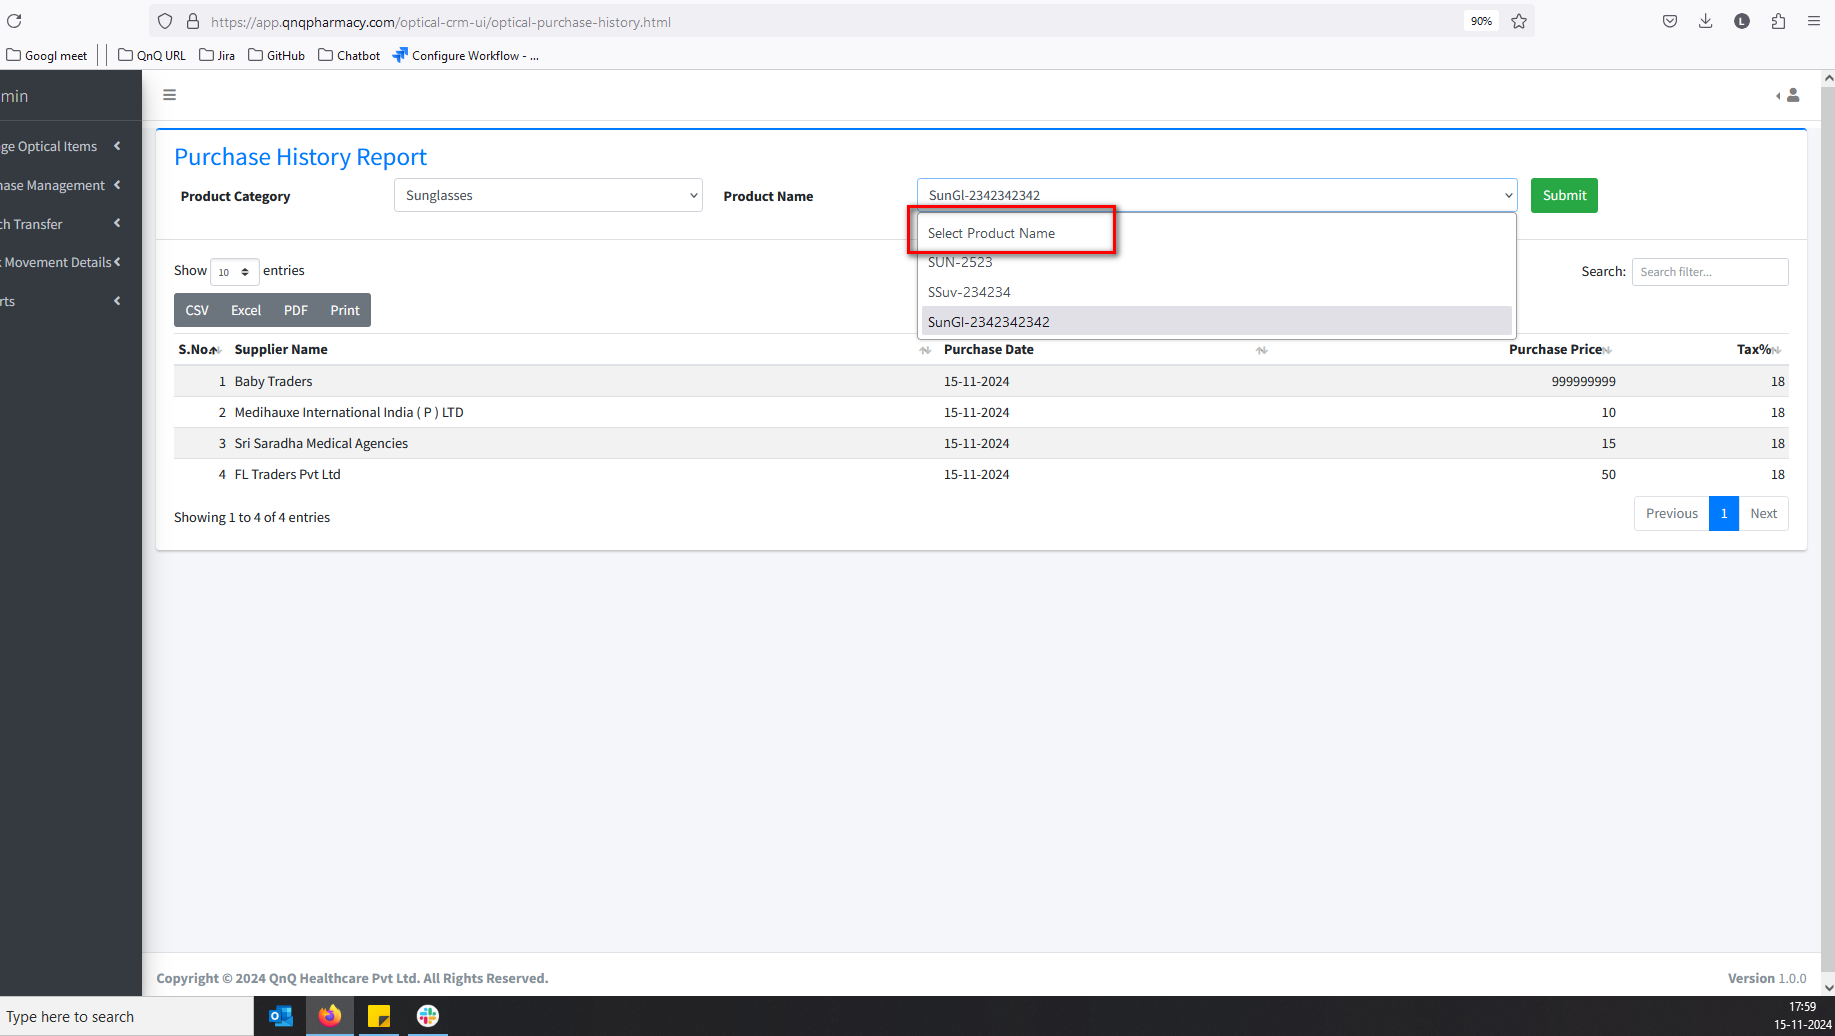 https://app.qnqpharmacy.com/optical-crm-ui/optical-purchase-history.html
90%
L
Googl meet
QnQ URL
Jira
GitHub
Chatbot
Configure Workflow - ...
min
ge Optical Items
hase Management
ch Transfer
Movement Details
rts
Purchase History Report
Product Category
Sunglasses
Product Name
SunGl-2342342342
Submit
Select Product Name
SUN-2523
SSuv-234234
SunGl-2342342342
Show 10 entries
Search: Search filter...
CSV Excel PDF Print
S.No. Supplier Name Purchase Date Purchase Price Tax%
1 Baby Traders 15-11-2024 999999999 18
2 Medihauxe International India ( P ) LTD 15-11-2024 10 18
3 Sri Saradha Medical Agencies 15-11-2024 15 18
4 FL Traders Pvt Ltd 15-11-2024 50 18
Showing 1 to 4 of 4 entries
Previous 1 Next
Copyright © 2024 QnQ Healthcare Pvt Ltd. All Rights Reserved.
Version 1.0.0
Type here to search
17:59
15-11-2024